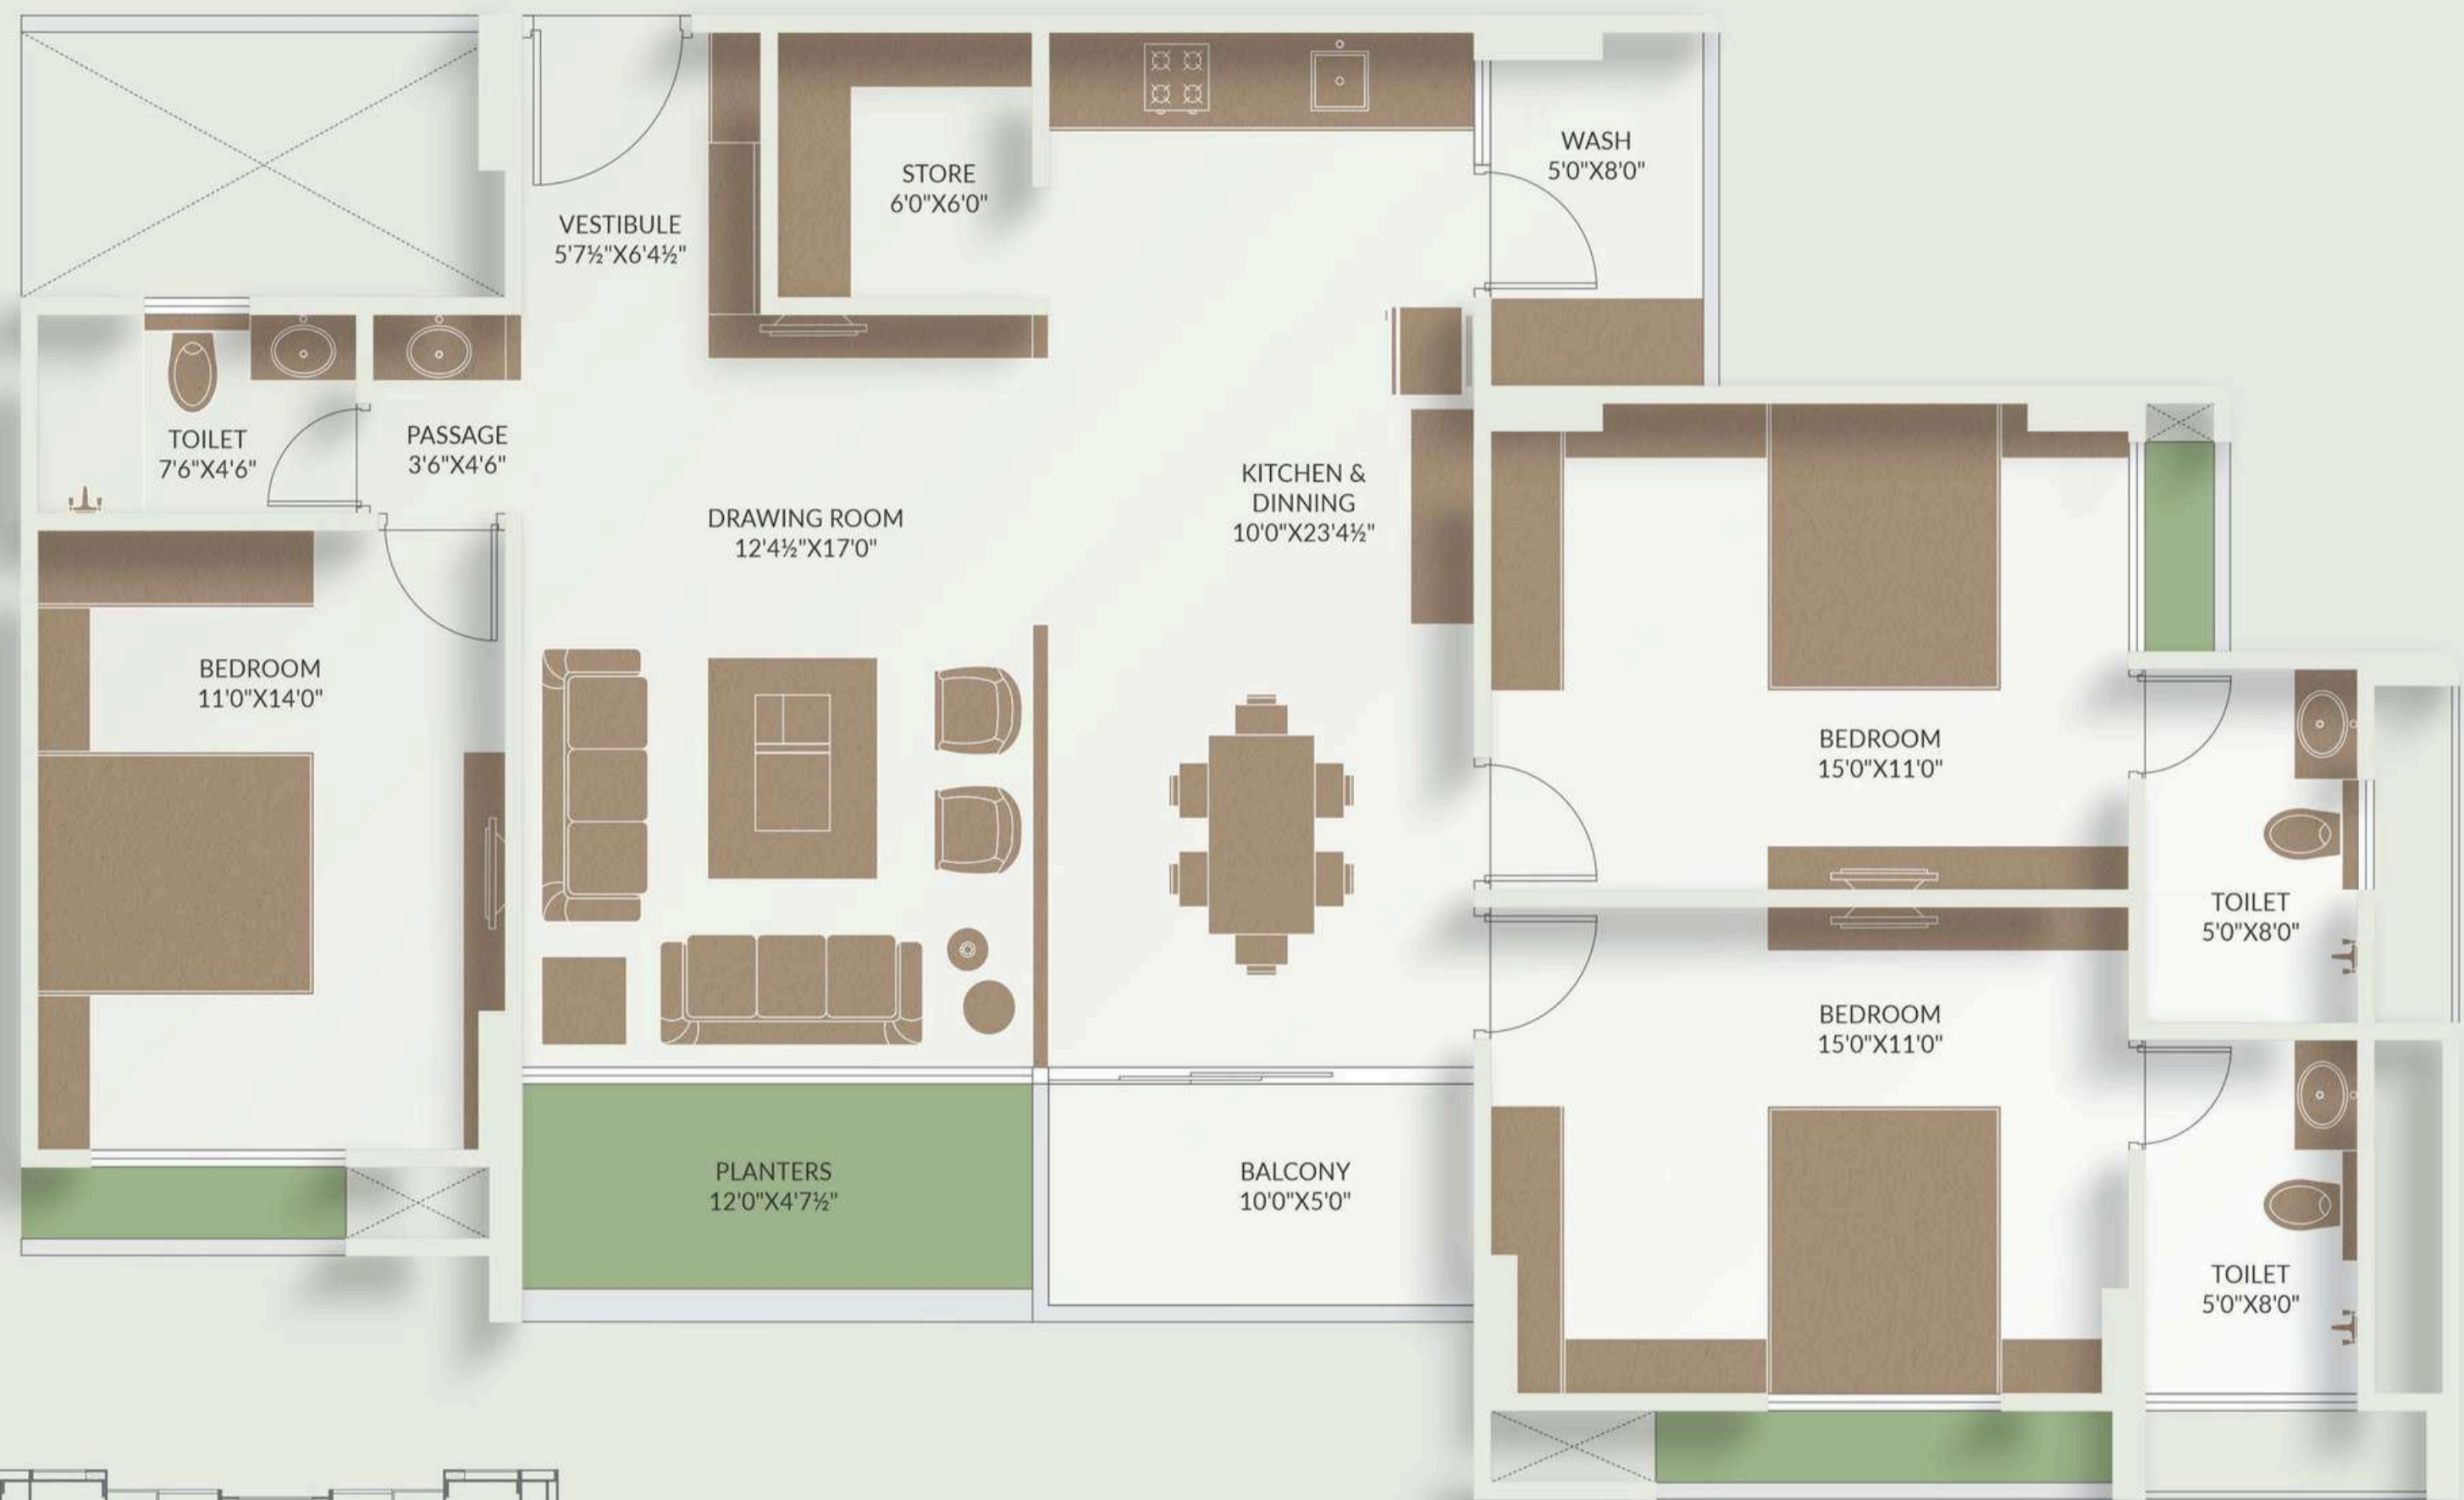 WASH
5'0"X8'0"
STORE
6'0"X6'0"
VESTIBULE
5'7½"X6'4½"
TOILET
7'6"X4'6"
PASSAGE
3'6"X4'6"
DRAWING ROOM
12'4½"X17'0"
KITCHEN &
DINNING
10'0"X23'4½"
BEDROOM
11'0"X14'0"
BEDROOM
15'0"X11'0"
TOILET
5'0"X8'0"
BEDROOM
15'0"X11'0"
PLANTERS
12'0"X4'7½"
BALCONY
10'0"X5'0"
TOILET
5'0"X8'0"